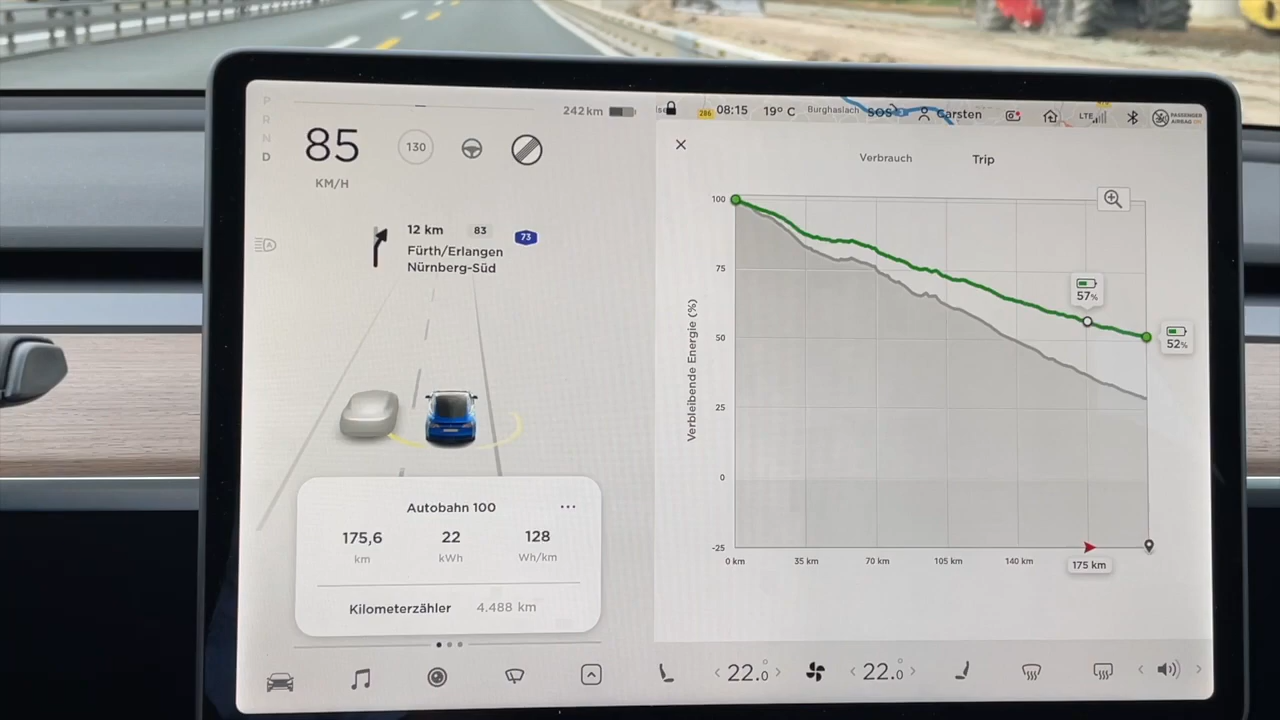 P
R
N
D
85
KM/H
130
242 km
286
08:15
19° C
Burghaslach
SOS
Carsten
LTE
PASSENGER
AIRBAG
12 km
83
73
Fürth/Erlangen
Nürnberg-Süd
Autobahn 100
175,6
22
128
km
kWh
Wh/km
Kilometerzähler
4.488 km
Verbrauch
Trip
Verbleibende Energie (%)
100
75
50
25
0
-25
57%
52%
0 km
35 km
70 km
105 km
140 km
175 km
22.0
22.0
A